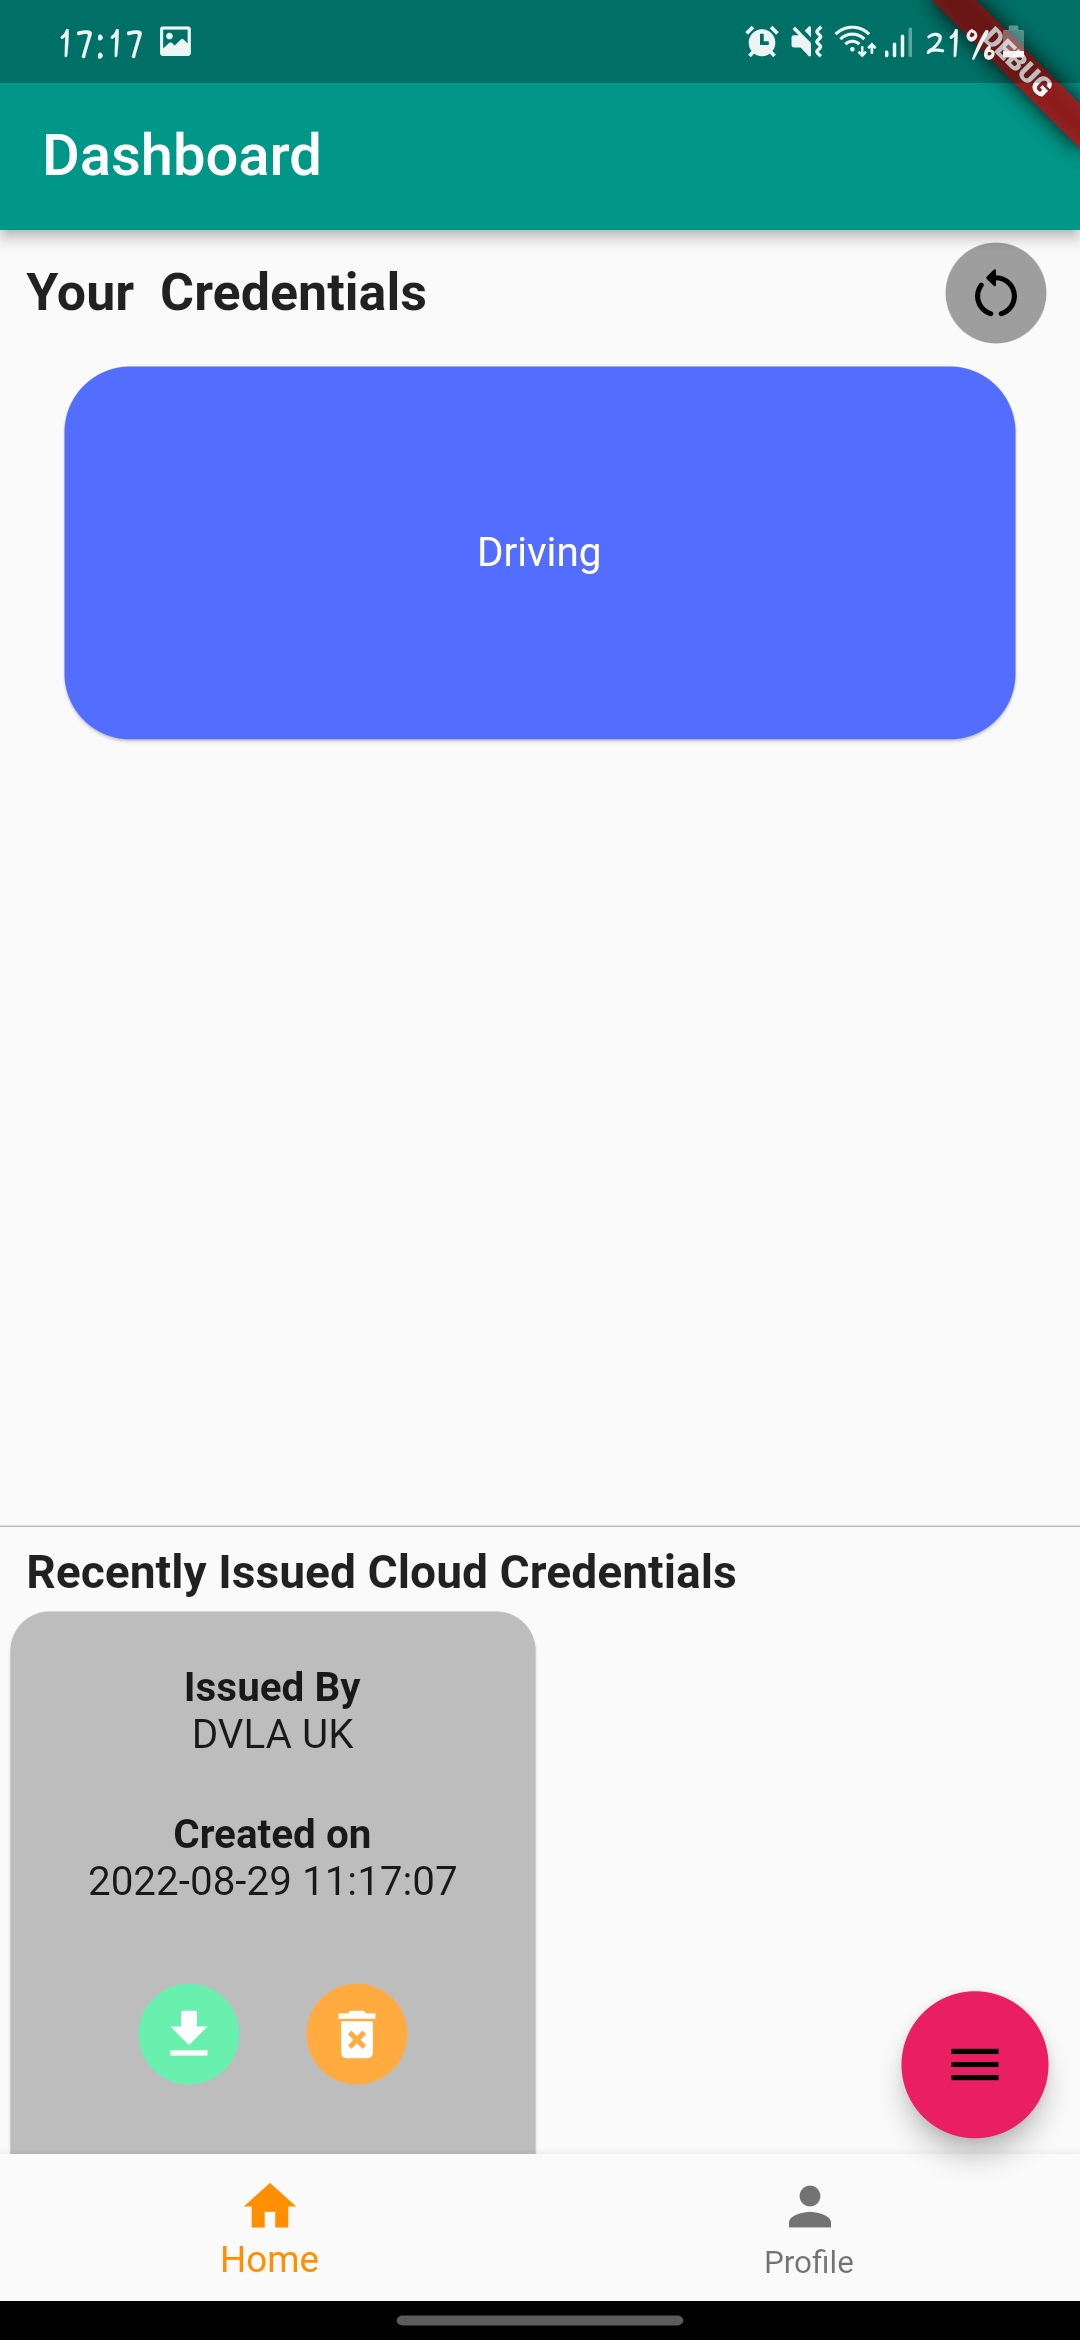 17:17
21%
DEBUG
Dashboard
Your  Credentials
Driving
Recently Issued Cloud Credentials
Issued By
DVLA UK
Created on
2022-08-29 11:17:07
Home
Profile